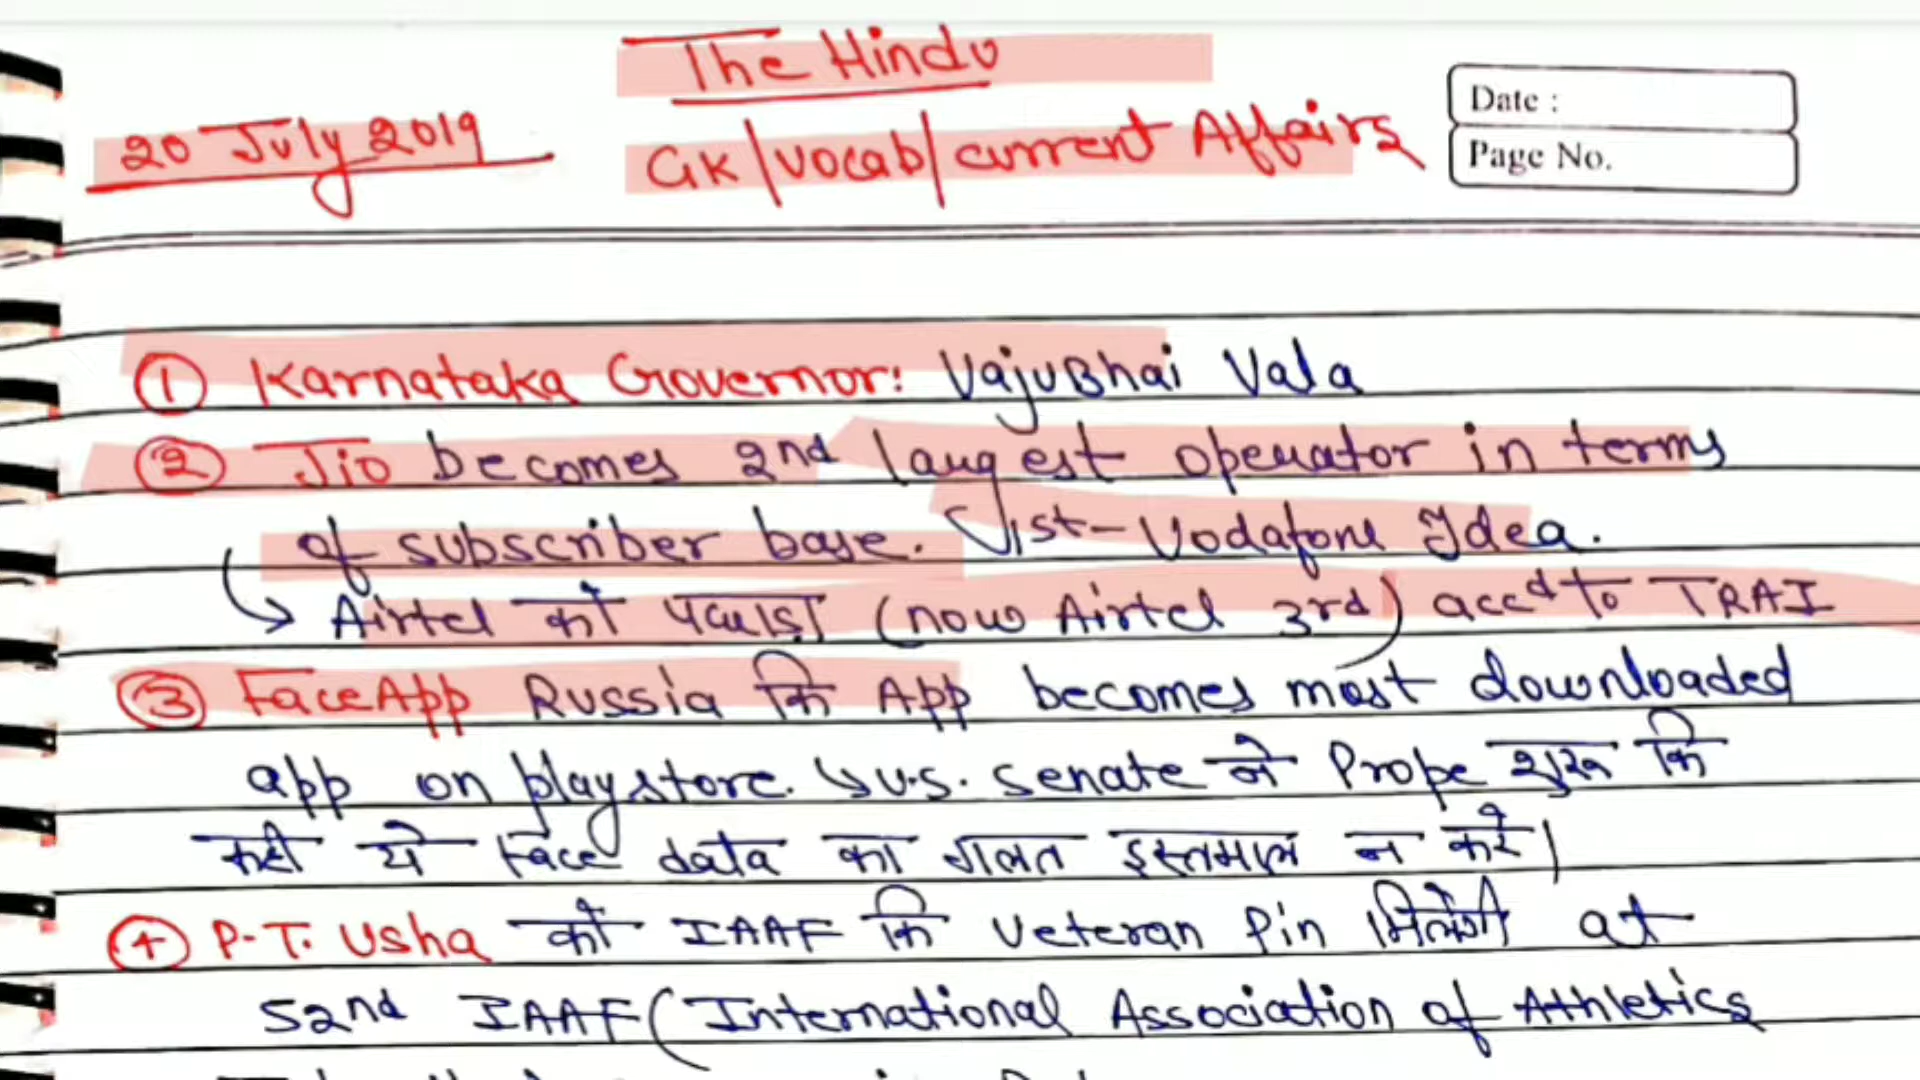 The Hindu
20 July 2019
GK/vocab/current Affairs
Date :
Page No.
① Karnataka Governor: VajuBhai Vala
② Jio becomes 2nd largest operator in terms
of subscriber base. 1st- Vodafone Idea.
↳ Airtel को पछाड़ा (now Airtel 3rd) accd to TRAI
③ FaceApp Russia कि App becomes most downloaded
app on playstore. ↳ U.S. Senate ने Prope शुरू कि
कही ये Face data का गलत इस्तमाल न करे।
④ P.T. Usha को IAAF कि Veteran Pin मिलेगी at
52nd IAAF (International Association of Athletics